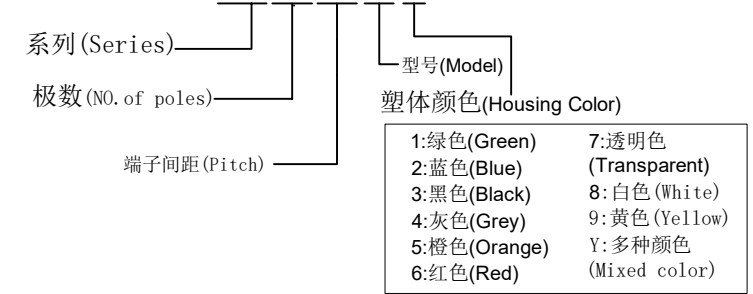 系列(Series)
型号(Model)
极数(NO.of poles)
塑体颜色(Housing Color)
端子间距(Pitch)
1:绿色(Green)
2:蓝色(Blue)
3:黑色(Black)
4:灰色(Grey)
5:橙色(Orange)
6:红色(Red)
7:透明色
(Transparent)
8:白色(White)
9:黄色(Yellow)
Y:多种颜色
(Mixed color)